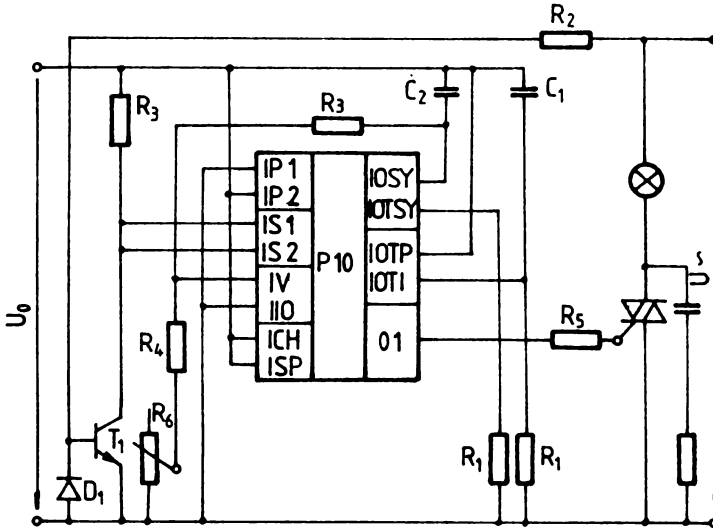 R₂
R₃
R₃
C₂
C₁
IP1
IP2
IS1
IS2
IV
IIO
ICH
ISP
P10
IOSY
IOTSY
IOTP
IOTI
O1
U₀
R₄
R₅
R₆
T₁
D₁
R₁
R₁